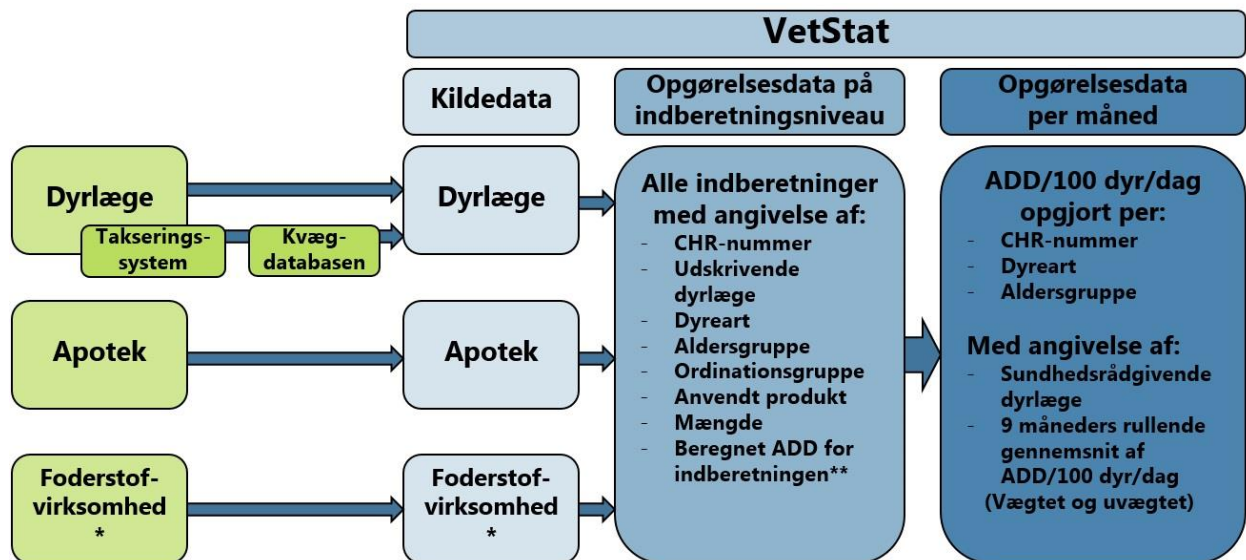 VetStat
Kildedata
Opgørelsesdata på
indberetningsniveau
Opgørelsesdata
per måned
Dyrlæge
Takserings-
system
Kvæg-
databasen
Apotek
Foderstof-
virksomhed
*
Dyrlæge
Apotek
Foderstof-
virksomhed
*
Alle indberetninger
med angivelse af:
- CHR-nummer
- Udskrivende
dyrlæge
- Dyreart
- Aldersgruppe
- Ordinationsgruppe
- Anvendt produkt
- Mængde
- Beregnet ADD for
indberetningen**
ADD/100 dyr/dag
opgjort per:
- CHR-nummer
- Dyreart
- Aldersgruppe
Med angivelse af:
- Sundhedsrådgivende
dyrlæge
- 9 måneders rullende
gennemsnit af
ADD/100 dyr/dag
(Vægtet og uvægtet)